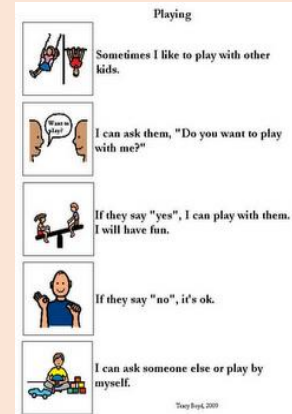 Playing
Sometimes I like to play with other
kids.
Want to
play?
I can ask them, "Do you want to play
with me?"
If they say "yes", I can play with them.
I will have fun.
If they say "no", it's ok.
I can ask someone else or play by
myself.
Tracy Boyd, 2009